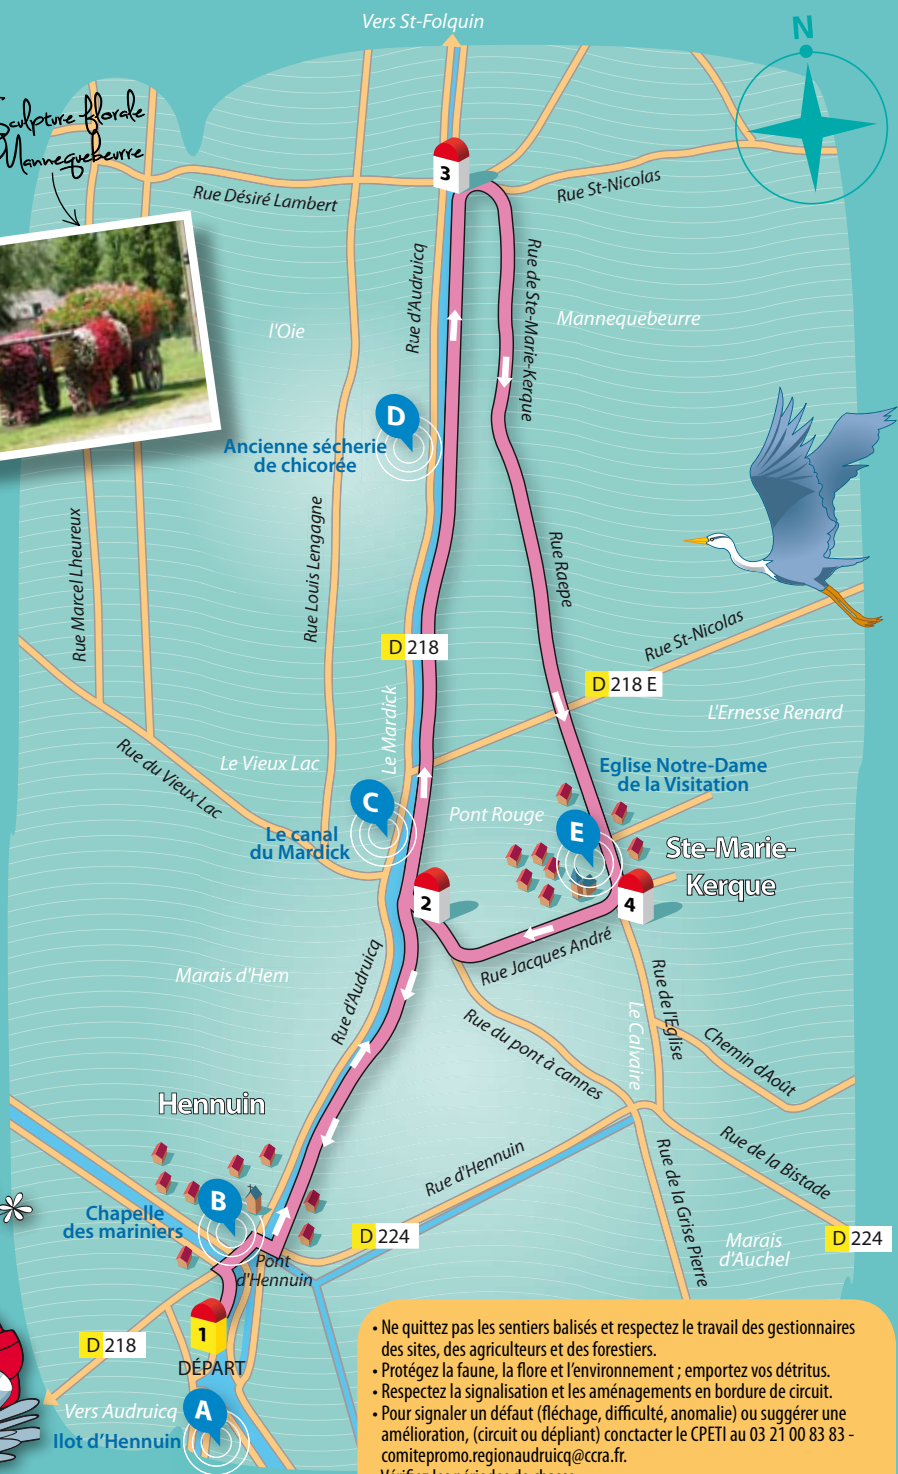 Vers St-Folquin
N
Sculpture florale
Mannequebeurre
3
Rue Désiré Lambert
Rue St-Nicolas
Rue d'Audruicq
Rue de Ste-Marie-Kerque
l'Oie
Mannequebeurre
D
Ancienne sécherie
de chicorée
Rue Marcel Lheureux
Rue Louis Lengagne
Rue Raepe
D 218
Rue St-Nicolas
D 218 E
L'Ernesse Renard
Le Mardick
Rue du Vieux Lac
Le Vieux Lac
Eglise Notre-Dame
de la Visitation
C
Pont Rouge
E
Le canal
du Mardick
Ste-Marie-
Kerque
2
4
Rue Jacques André
Marais d'Hem
Rue d'Audruicq
Rue de l'Eglise
Le Calvaire
Rue du pont à cannes
Chemin d'Août
Hennuin
Rue d'Hennuin
Rue de la Bistade
Rue de la Grise Pierre
B
Chapelle
des mariniers
D 224
Marais
d'Auchel
D 224
Pont
d'Hennuin
1
DÉPART
D 218
Vers Audruicq
A
Ilot d'Hennuin
• Ne quittez pas les sentiers balisés et respectez le travail des gestionnaires
des sites, des agriculteurs et des forestiers.
• Protégez la faune, la flore et l'environnement ; emportez vos détritus.
• Respectez la signalisation et les aménagements en bordure de circuit.
• Pour signaler un défaut (fléchage, difficulté, anomalie) ou suggérer une
amélioration, (circuit ou dépliant) conctacter le CPETI au 03 21 00 83 83 -
comitepromo.regionaudruicq@ccra.fr.